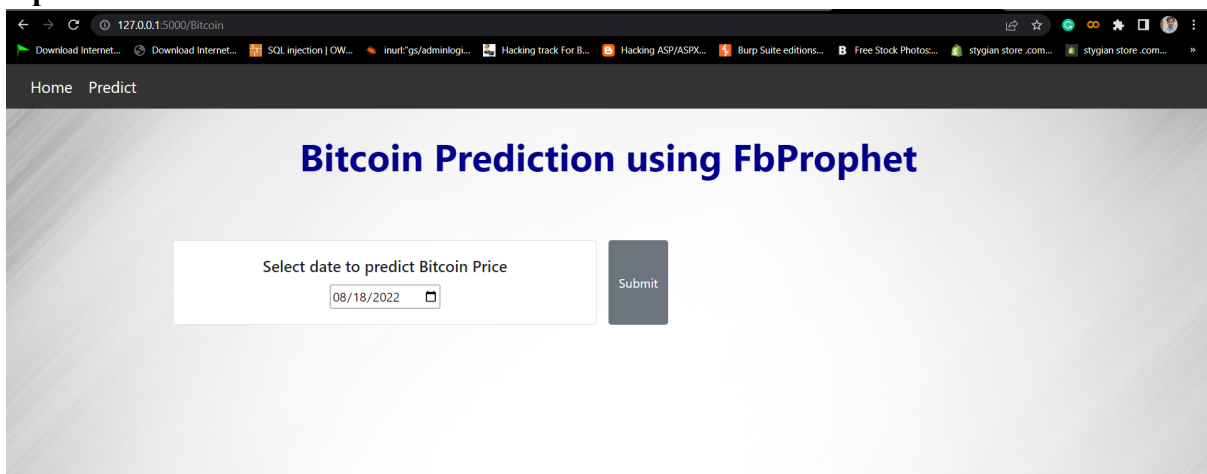 127.0.0.1:5000/Bitcoin
Download Internet... Download Internet... SQL injection | OW... inurl:"gs/adminlogi... Hacking track For B... Hacking ASP/ASPX... Burp Suite editions... B Free Stock Photos:... stygian store .com... stygian store .com... »
Home Predict
Bitcoin Prediction using FbProphet
Select date to predict Bitcoin Price
08/18/2022
Submit